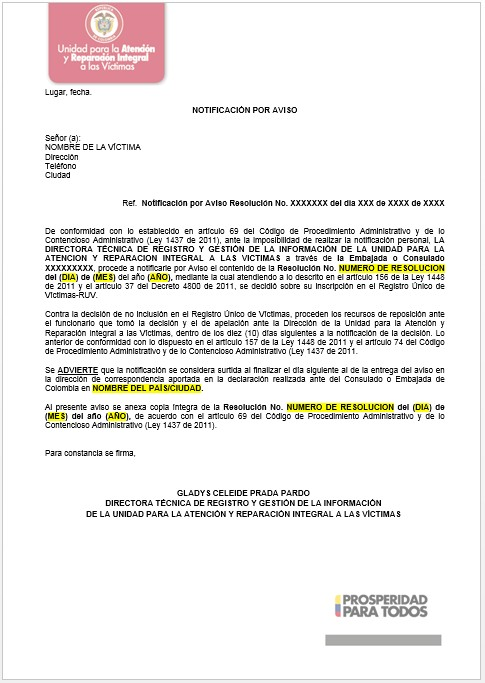 Unidad para la Atención
y Reparación Integral
a las Víctimas
Lugar, fecha.
NOTIFICACIÓN POR AVISO
Señor (a):
NOMBRE DE LA VÍCTIMA
Dirección
Teléfono
Ciudad
Ref. Notificación por Aviso Resolución No. XXXXXXX del día XXX de XXXX de XXXX
De conformidad con lo establecido en artículo 69 del Código de Procedimiento Administrativo y de lo
Contencioso Administrativo (Ley 1437 de 2011), ante la imposibilidad de realizar la notificación personal, LA
DIRECTORA TÉCNICA DE REGISTRO Y GESTIÓN DE LA INFORMACIÓN DE LA UNIDAD PARA LA
ATENCION Y REPARACION INTEGRAL A LAS VICTIMAS a través de la Embajada o Consulado
XXXXXXXXX, procede a notificarle por Aviso el contenido de la Resolución No. NUMERO DE RESOLUCION
del (DIA) de (MES) del año (AÑO), mediante la cual atendiendo a lo descrito en el artículo 156 de la Ley 1448
de 2011 y el artículo 37 del Decreto 4800 de 2011, se decidió sobre su inscripción en el Registro Único de
Víctimas-RUV.
Contra la decisión de no Inclusión en el Registro Único de Víctimas, proceden los recursos de reposición ante
el funcionario que tomó la decisión y el de apelación ante la Dirección de la Unidad para la Atención y
Reparación Integral a las Víctimas, dentro de los diez (10) días siguientes a la notificación de la decisión. Lo
anterior de conformidad con lo dispuesto en el artículo 157 de la Ley 1448 de 2011 y el artículo 74 del Código
de Procedimiento Administrativo y de lo Contencioso Administrativo (Ley 1437 de 2011.
Se ADVIERTE que la notificación se considera surtida al finalizar el día siguiente al de la entrega del aviso en
la dirección de correspondencia aportada en la declaración realizada ante del Consulado o Embajada de
Colombia en NOMBRE DEL PAÍS/CIUDAD.
Al presente aviso se anexa copia íntegra de la Resolución No. NUMERO DE RESOLUCION del (DIA) de
(MES) del año (AÑO), de acuerdo con el artículo 69 del Código de Procedimiento Administrativo y de lo
Contencioso Administrativo (Ley 1437 de 2011).
Para constancia se firma,
GLADYS CELEIDE PRADA PARDO
DIRECTORA TÉCNICA DE REGISTRO Y GESTIÓN DE LA INFORMACIÓN
DE LA UNIDAD PARA LA ATENCIÓN Y REPARACIÓN INTEGRAL A LAS VÍCTIMAS
PROSPERIDAD
PARA TODOS